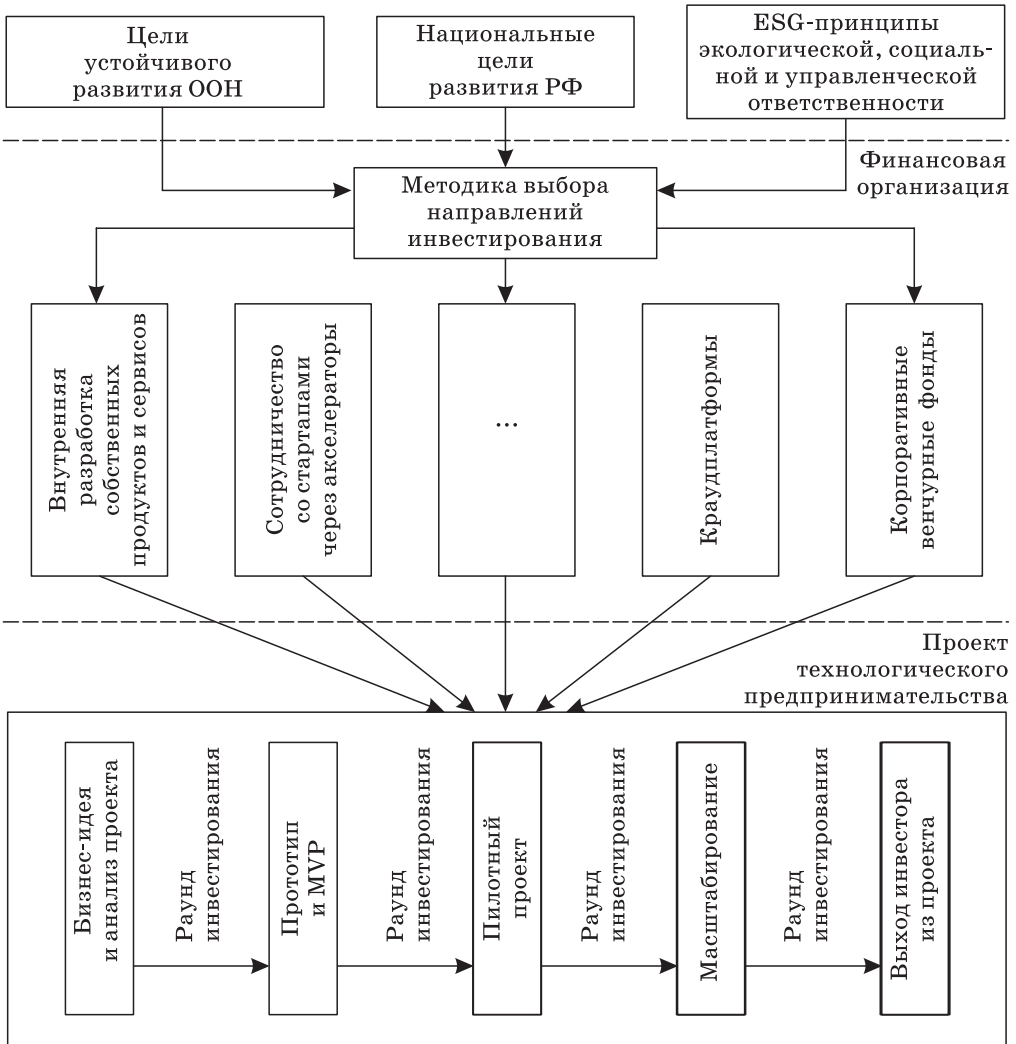 Цели
устойчивого
развития ООН
Национальные
цели
развития РФ
ESG-принципы
экологической, социаль-
ной и управленческой
ответственности
Финансовая
организация
Методика выбора
направлений
инвестирования
Внутренняя
разработка
собственных
продуктов и сервисов
Сотрудничество
со стартапами
через акселераторы
...
Краудплатформы
Корпоративные
венчурные фонды
Проект
технологического
предпринимательства
Бизнес-идея
и анализ проекта
Раунд
инвестирования
Прототип
и MVP
Раунд
инвестирования
Пилотный
проект
Раунд
инвестирования
Масштабирование
Раунд
инвестирования
Выход инвестора
из проекта